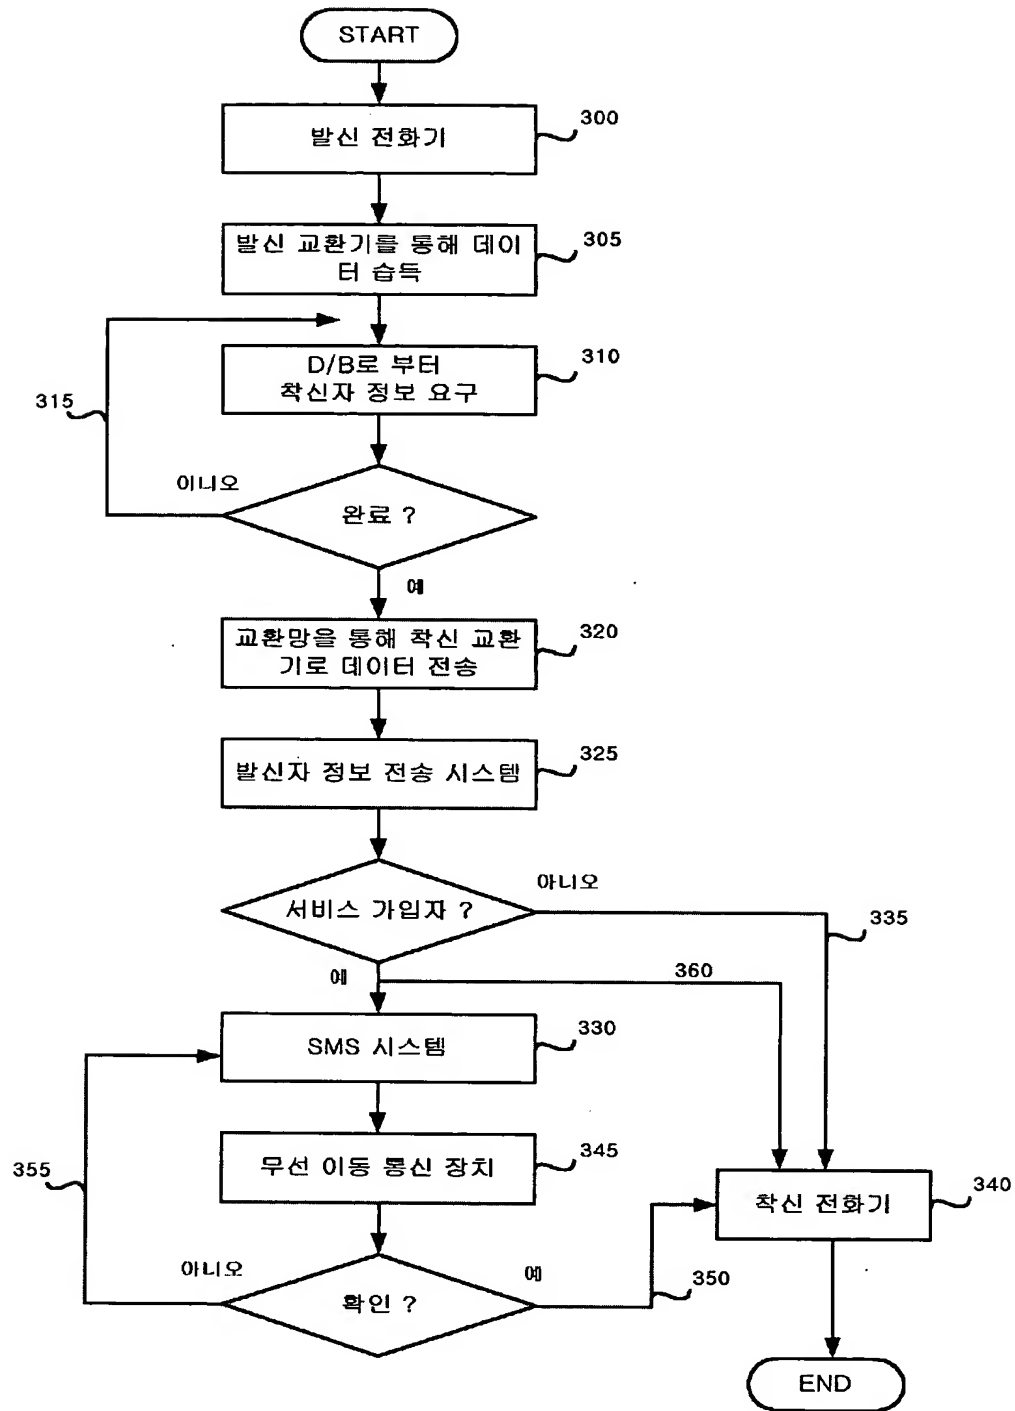 START
발신 전화기
300
발신 교환기를 통해 데이
터 습득
305
D/B로 부터
착신자 정보 요구
310
315
이니오
완료 ?
예
교환망을 통해 착신 교환
기로 데이터 전송
320
발신자 정보 전송 시스템
325
아니오
서비스 가입자 ?
335
예
360
SMS 시스템
330
무선 이동 통신 장치
345
355
착신 전화기
340
아니오
예
확인 ?
350
END